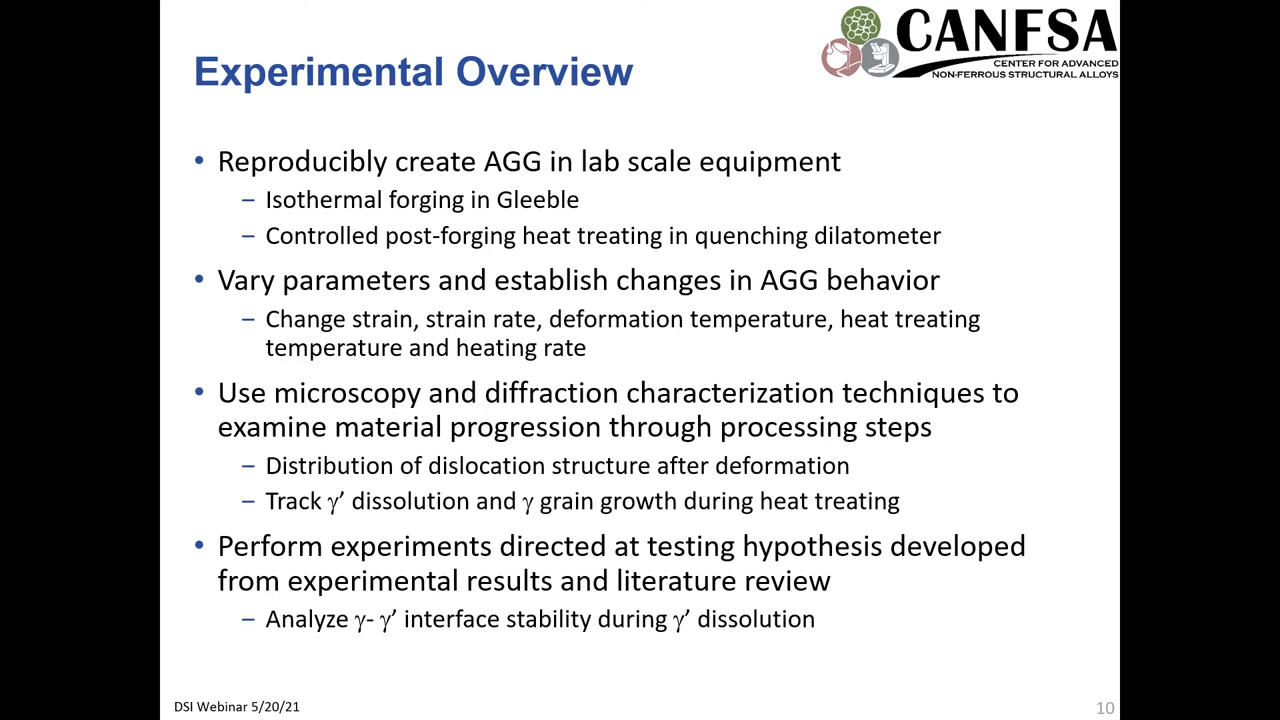 CANFSA
CENTER FOR ADVANCED
NON-FERROUS STRUCTURAL ALLOYS
Experimental Overview
• Reproducibly create AGG in lab scale equipment
– Isothermal forging in Gleeble
– Controlled post-forging heat treating in quenching dilatometer
• Vary parameters and establish changes in AGG behavior
– Change strain, strain rate, deformation temperature, heat treating
temperature and heating rate
• Use microscopy and diffraction characterization techniques to
examine material progression through processing steps
– Distribution of dislocation structure after deformation
– Track γ’ dissolution and γ grain growth during heat treating
• Perform experiments directed at testing hypothesis developed
from experimental results and literature review
– Analyze γ- γ’ interface stability during γ’ dissolution
DSI Webinar 5/20/21
10